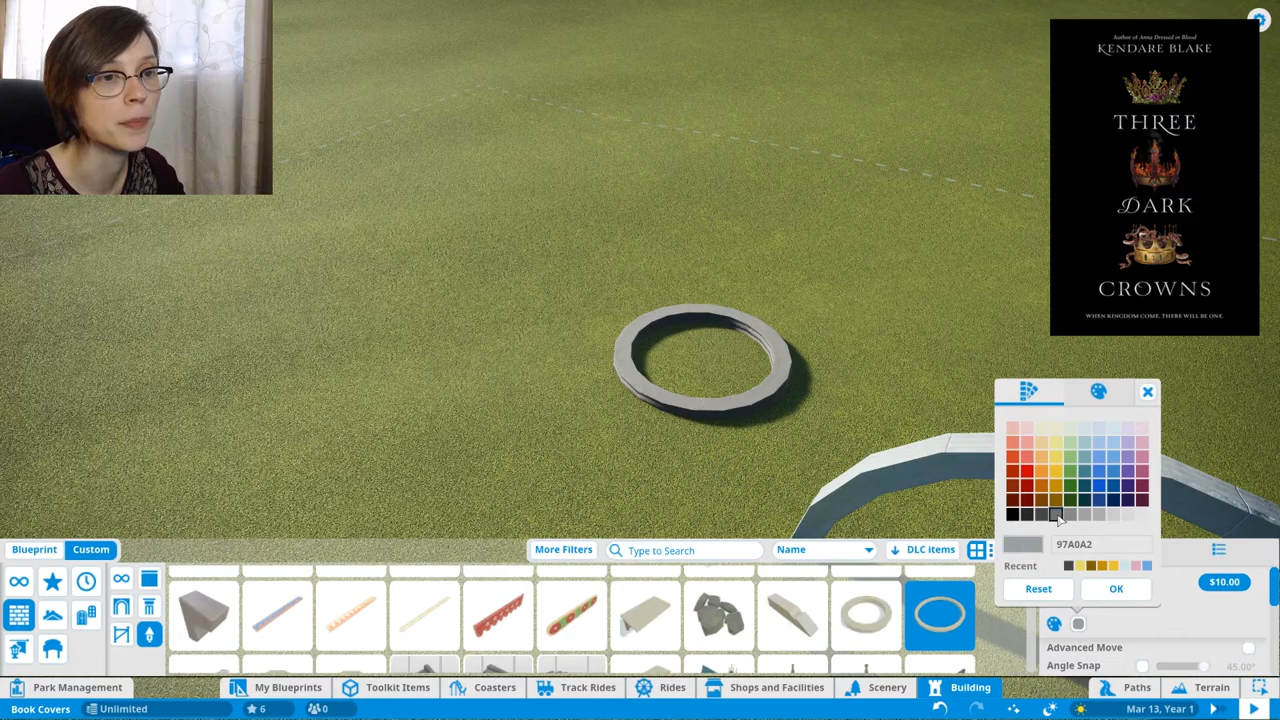 Author of Anna Dressed in Blood
KENDARE BLAKE
THREE
DARK
CROWNS
WHEN KINGDOM COME, THERE WILL BE ONE.
97A0A2
Recent
Reset
OK
Blueprint
Custom
More Filters
Type to Search
Name
DLC items
$10.00
Advanced Move
Angle Snap
45.00°
Park Management
My Blueprints
Toolkit Items
Coasters
Track Rides
Rides
Shops and Facilities
Scenery
Building
Paths
Terrain
Book Covers
Unlimited
6
0
Mar 13, Year 1